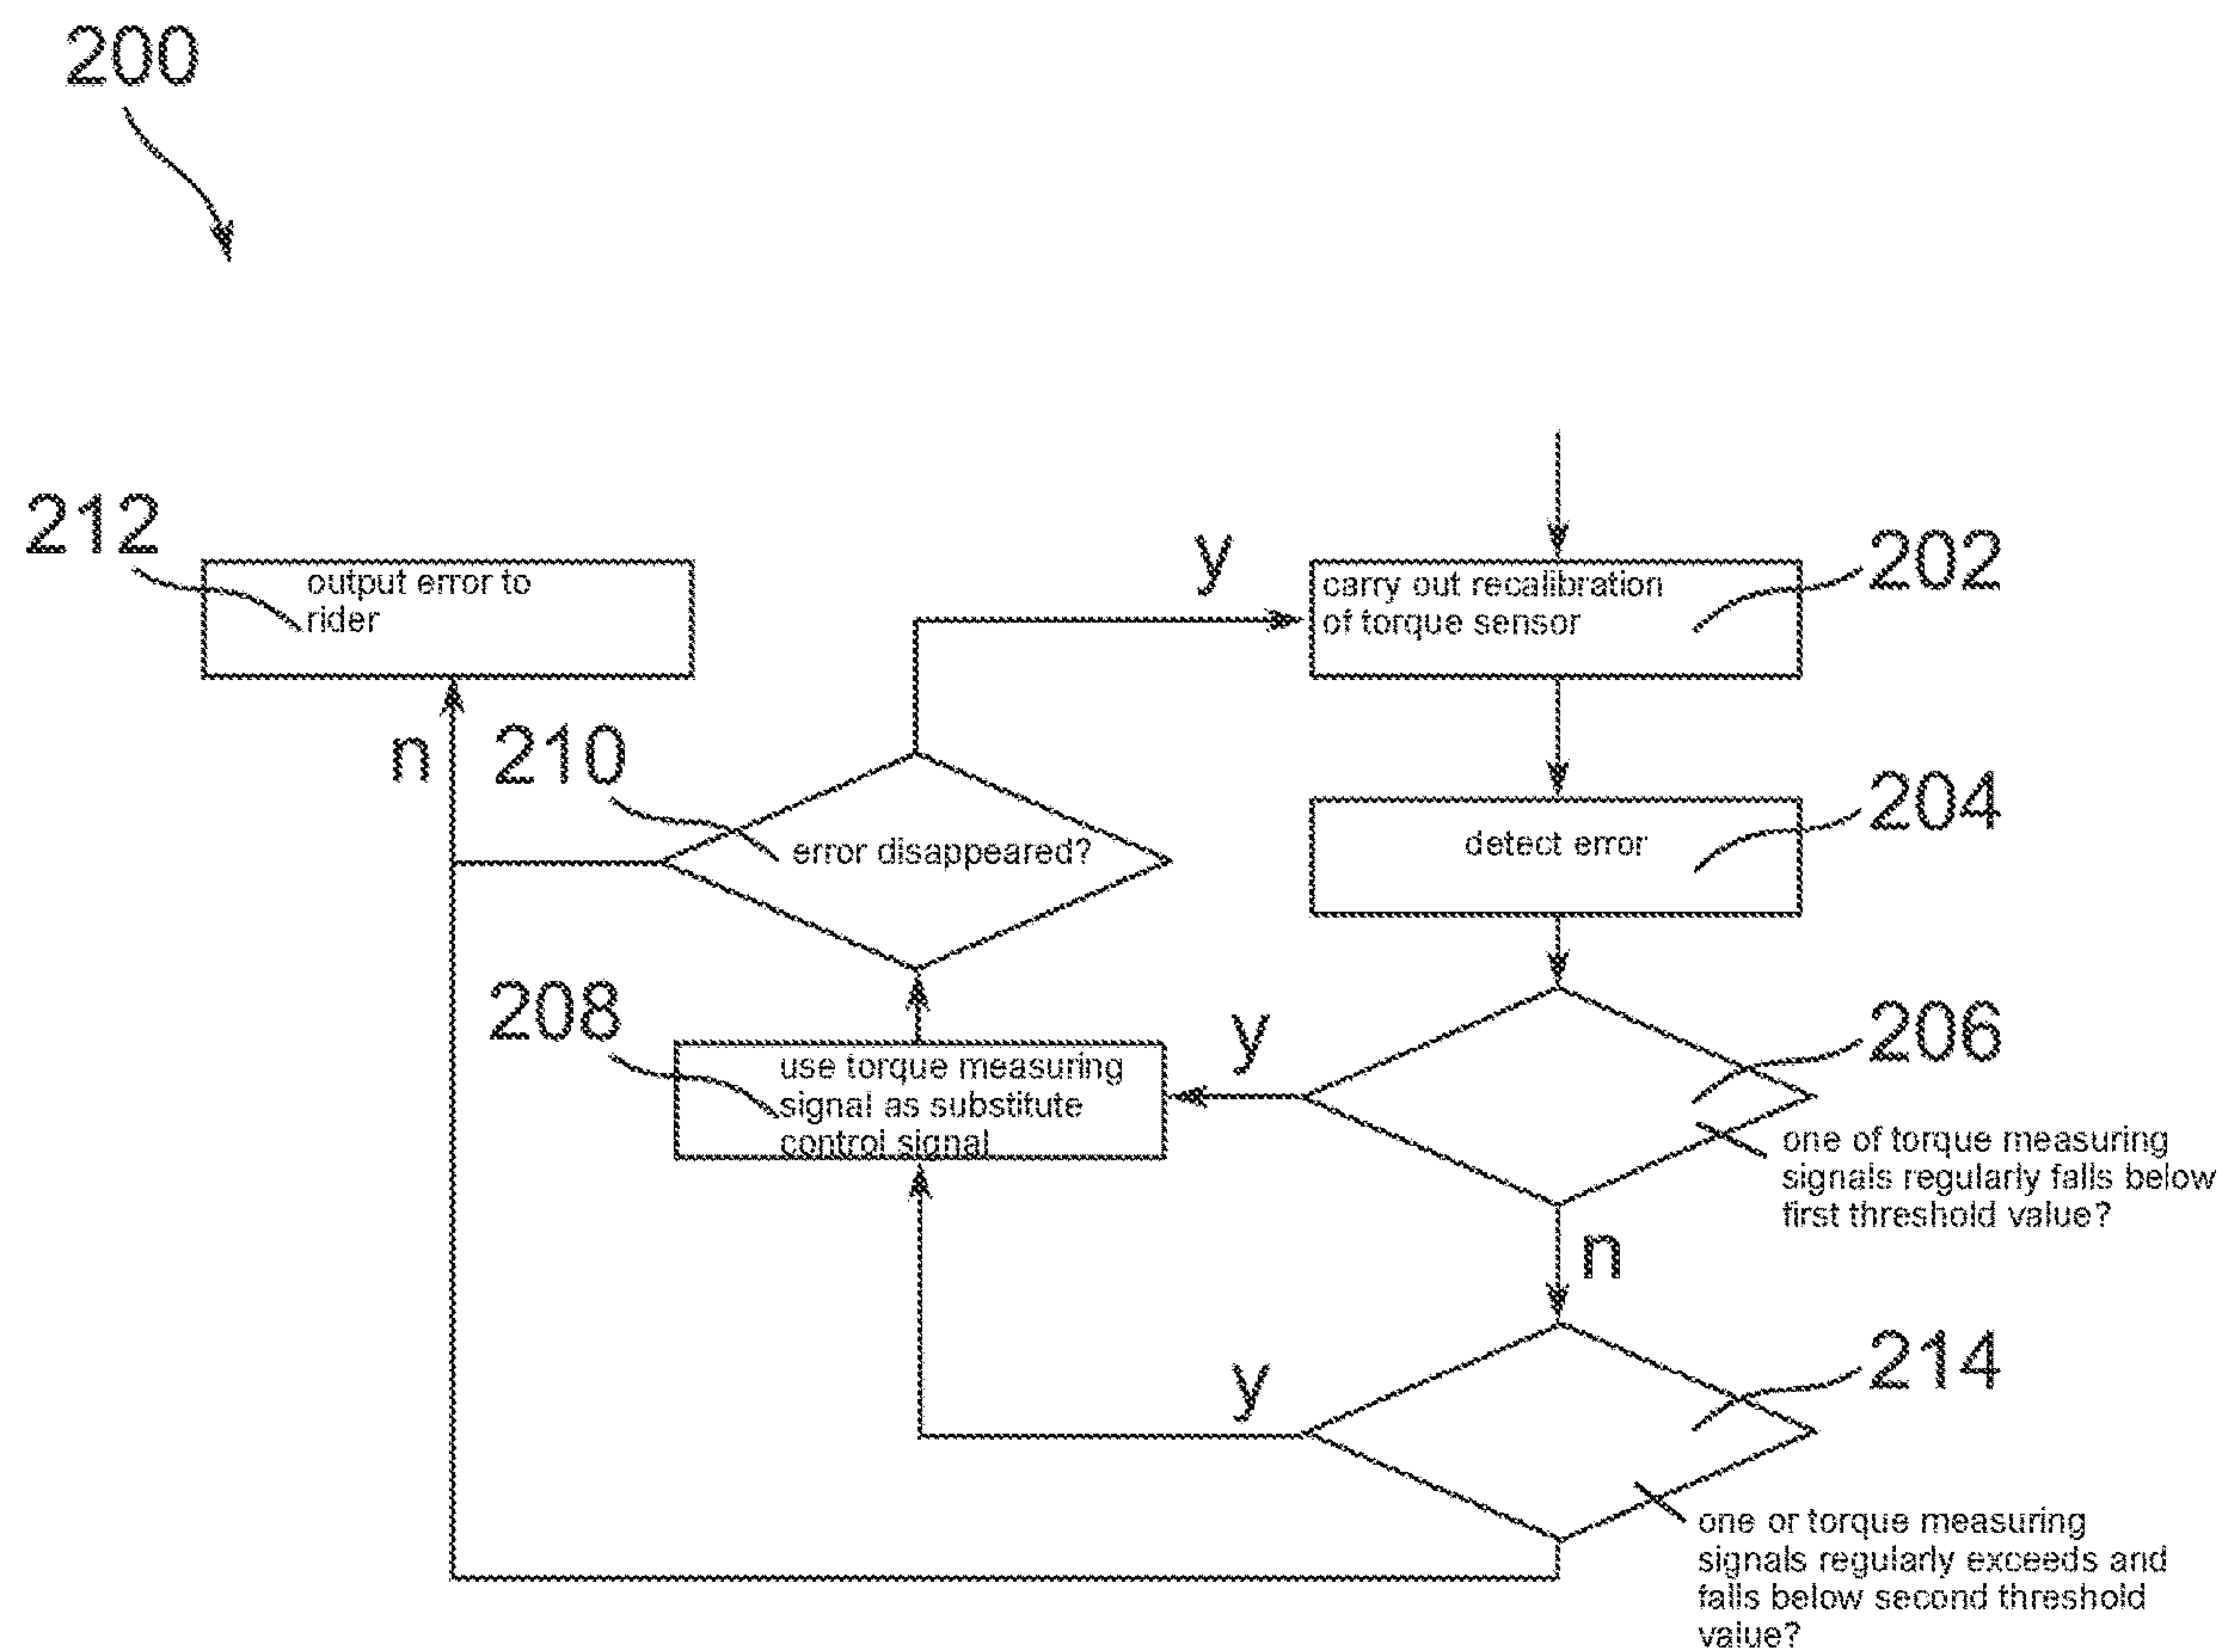 200
212
output error to
rider
y
carry out recalibration
of torque sensor
202
n
210
error disappeared?
detect error
204
208
use torque measuring
signal as substitute
control signal
y
206
one of torque measuring
signals regularly falls below
first threshold value?
n
y
214
one or torque measuring
signals regularly exceeds and
falls below second threshold
value?